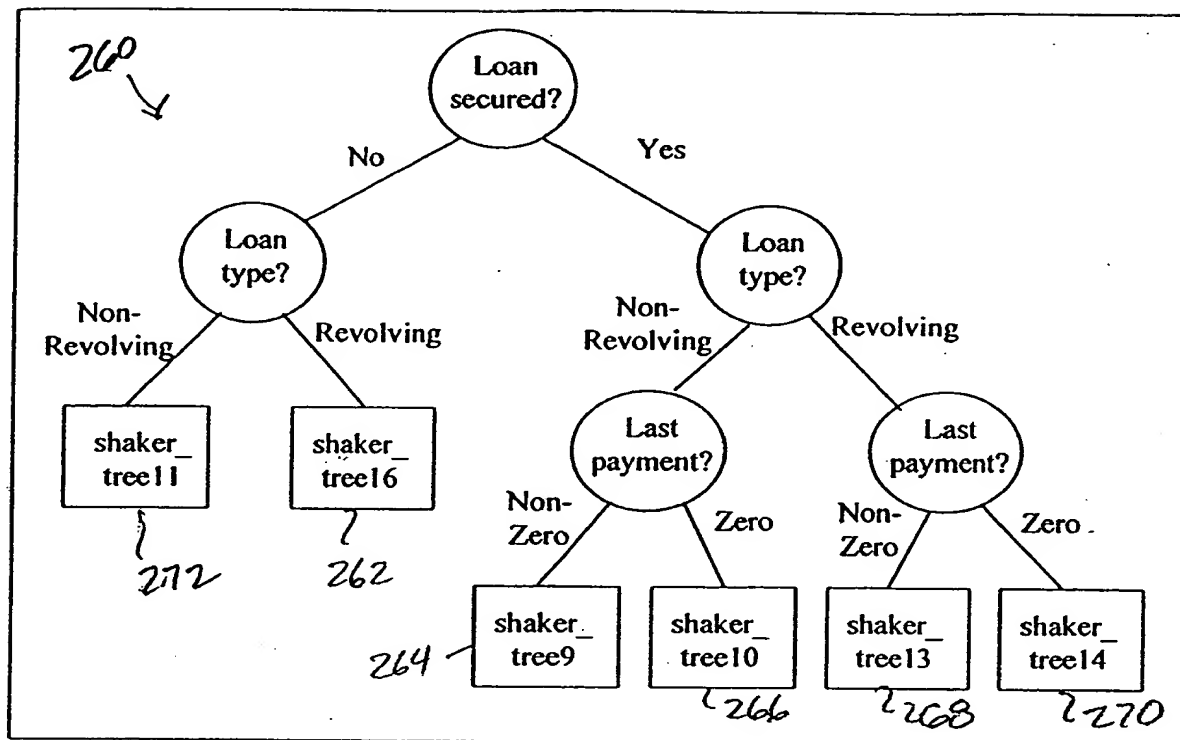 260
Loan
secured?
No
Yes
Loan
type?
Loan
type?
Non-
Revolving
Revolving
Non-
Revolving
Revolving
shaker_
tree11
shaker_
tree16
Last
payment?
Last
payment?
272
262
Non-
Zero
Zero
Non-
Zero
Zero
264
shaker_
tree9
shaker_
tree10
shaker_
tree13
shaker_
tree14
266
268
270